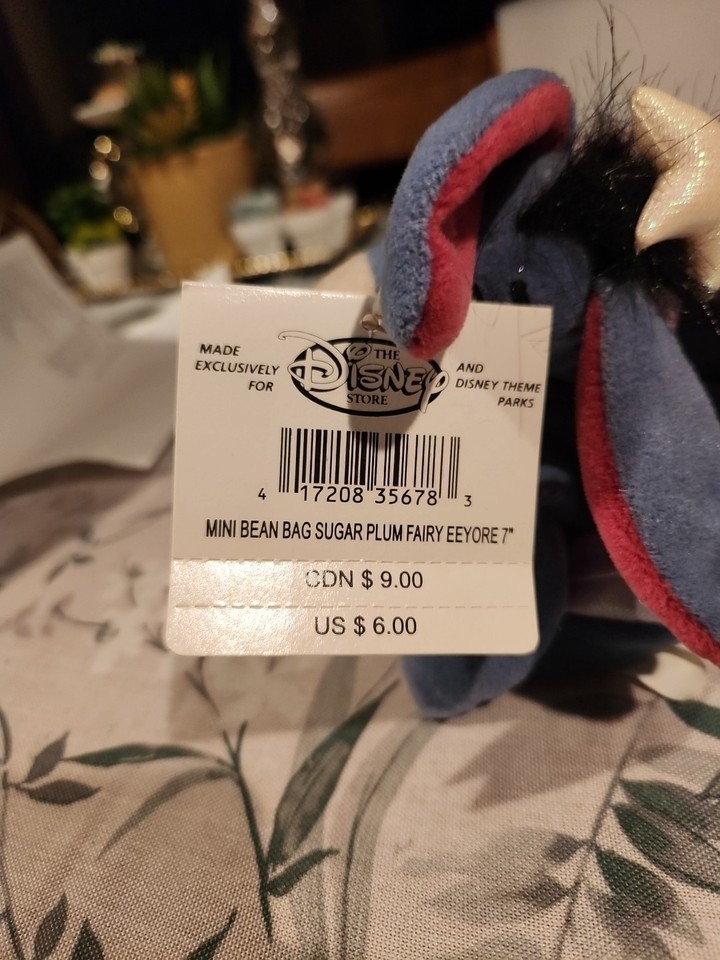 MADE
EXCLUSIVELY
FOR
THE
DISNEY
STORE
AND
DISNEY THEME
PARKS
4 17208 35678 3
MINI BEAN BAG SUGAR PLUM FAIRY EEYORE 7"
CDN $ 9.00
US $ 6.00